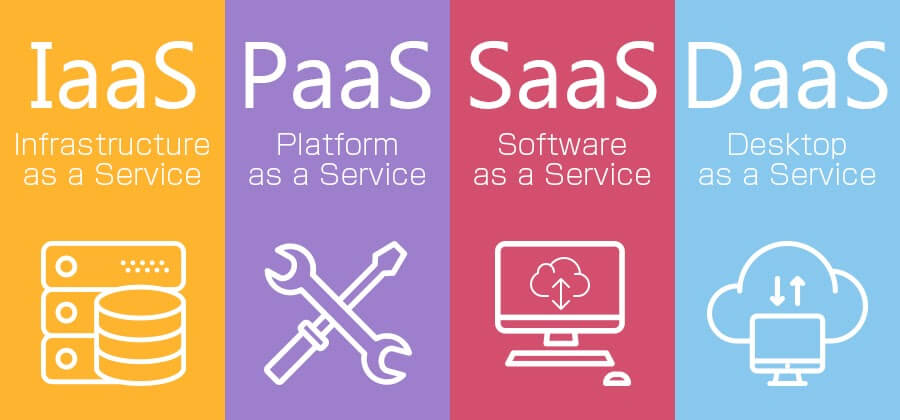 IaaS
Infrastructure
as a Service
PaaS
Platform
as a Service
SaaS
Software
as a Service
DaaS
Desktop
as a Service